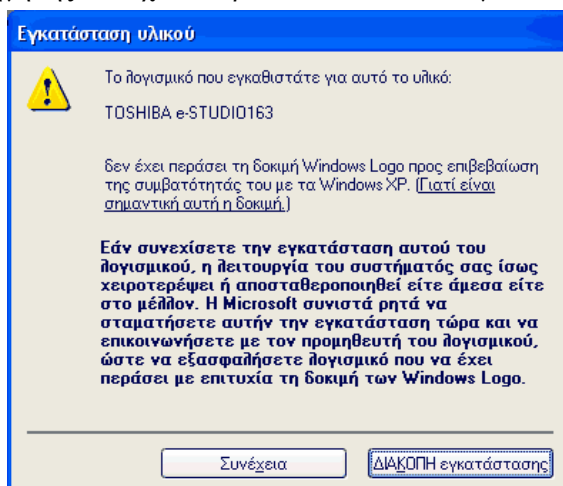 Εγκατάσταση υλικού
Το λογισμικό που εγκαθιστάτε για αυτό το υλικό:
TOSHIBA e-STUDIO163
δεν έχει περάσει τη δοκιμή Windows Logo προς επιβεβαίωση
της συμβατότητάς του με τα Windows XP. (Γιατί είναι
σημαντική αυτή η δοκιμή.)
Εάν συνεχίσετε την εγκατάσταση αυτού του
λογισμικού, η λειτουργία του συστήματός σας ίσως
χειροτερέψει ή αποσταθεροποιηθεί είτε άμεσα είτε
στο μέλλον. Η Microsoft συνιστά ρητά να
σταματήσετε αυτήν την εγκατάσταση τώρα και να
επικοινωνήσετε με τον προμηθευτή του λογισμικού,
ώστε να εξασφαλήσετε λογισμικό που να έχει
περάσει με επιτυχία τη δοκιμή των Windows Logo.
Συνέχεια
ΔΙΑΚΟΠΗ εγκατάστασης